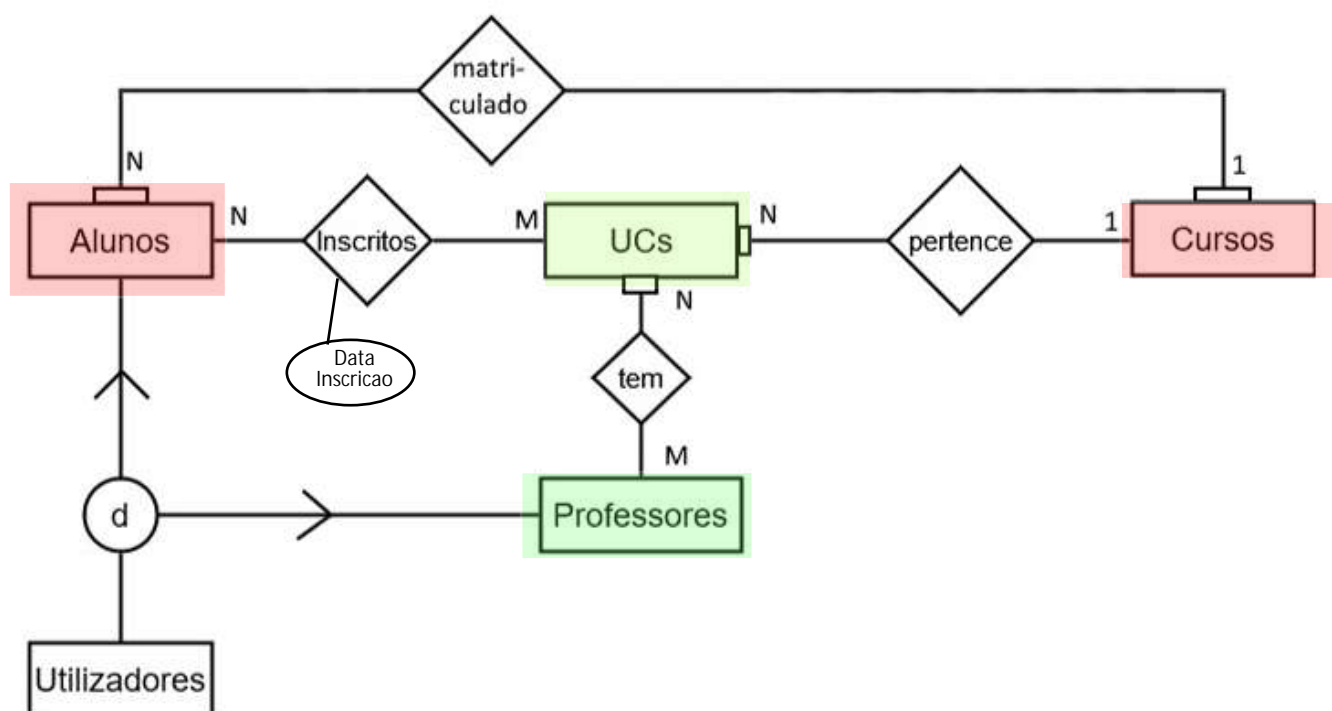 matri-
culado
N
1
Alunos
N
Inscritos
M
UCs
N
pertence
1
Cursos
N
Data
Inscricao
tem
M
d
Professores
Utilizadores